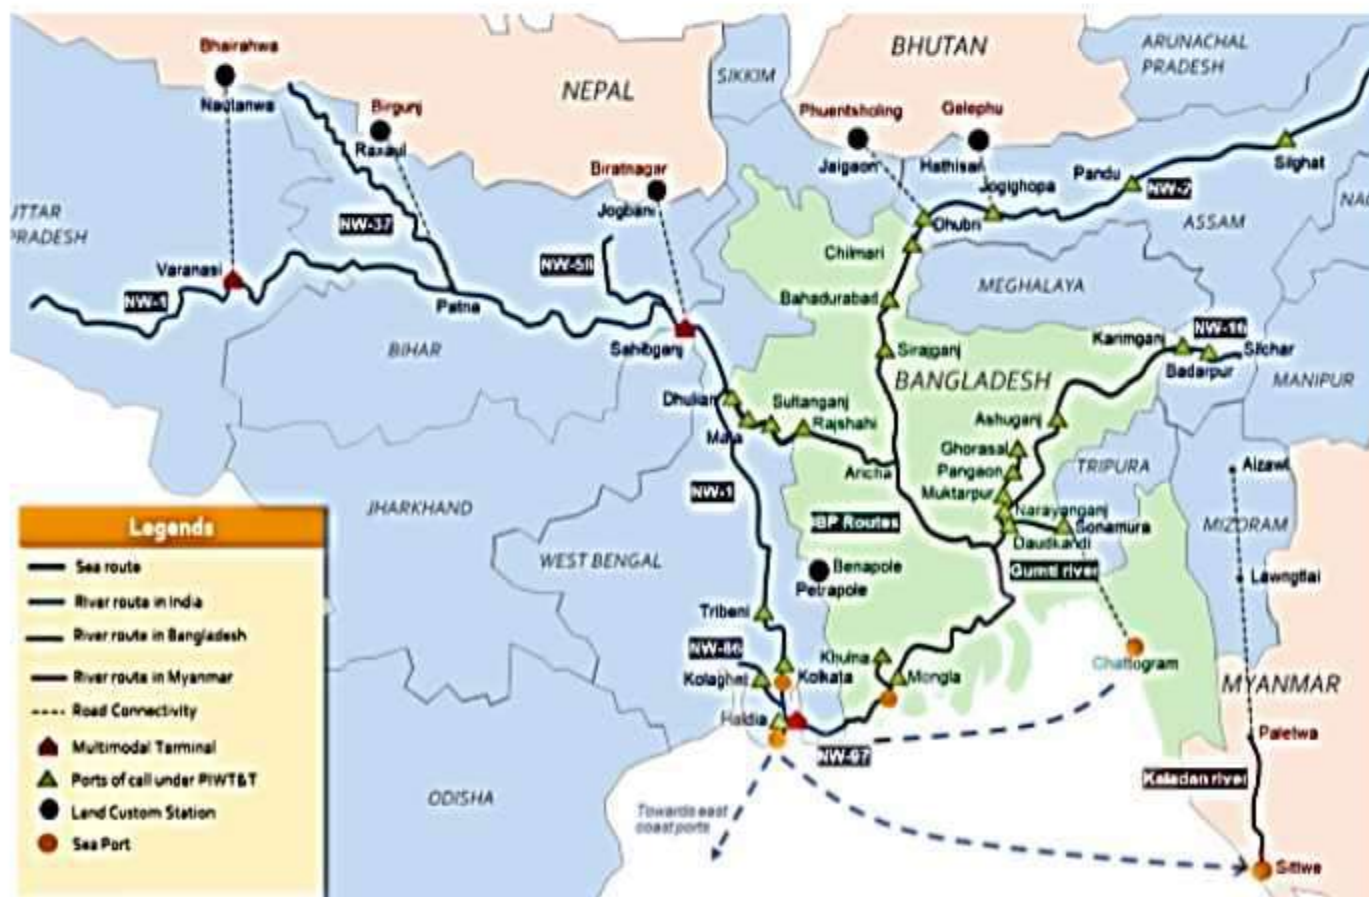 Bhairahwa
Nautanwa
Birgunj
Raxaul
NEPAL
Biratnagar
Jogbani
SIKKIM
BHUTAN
Phuentsholing
Jaigaon
Gelephu
Hathisar
Jogighopa
ARUNACHAL
PRADESH
Pandu
NW-2
Silghat
ASSAM
UTTAR
PRADESH
Varanasi
NW-1
NW-37
Patna
NW-58
BIHAR
Sahibganj
Dhubri
Chilmari
Bahadurabad
Sirajganj
MEGHALAYA
BANGLADESH
Karimganj
NW-16
Silchar
Badarpur
MANIPUR
Dhulian
Maia
Sultanganj
Rajshahi
Aricha
NW-1
Ashuganj
Ghorasal
Pangaon
Muktarpur
Narayanganj
Daudkandi
Sonamura
TRIPURA
Aizawl
MIZORAM
Lawngtlai
IBP Routes
Gumti river
JHARKHAND
WEST BENGAL
Benapole
Petrapole
Tribeni
NW-86
Kolaghat
Kolkata
Haldia
Khulna
Mongla
NW-97
Chattogram
MYANMAR
Paletwa
Kaladan river
Sittwe
ODISHA
Towards east
coast ports
Legends
Sea route
River route in India
River route in Bangladesh
River route in Myanmar
Road Connectivity
Multimodal Tarminal
Ports of call under PIWT&T
Land Custom Station
Sea Port